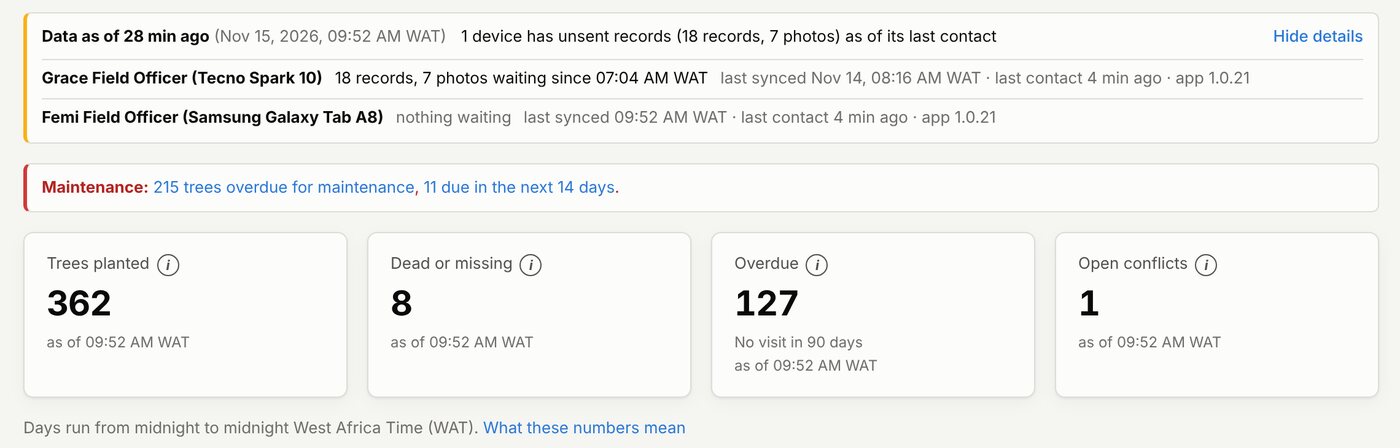 Data as of 28 min ago (Nov 15, 2026, 09:52 AM WAT) 1 device has unsent records (18 records, 7 photos) as of its last contact Hide details
Grace Field Officer (Tecno Spark 10) 18 records, 7 photos waiting since 07:04 AM WAT last synced Nov 14, 08:16 AM WAT · last contact 4 min ago · app 1.0.21
Femi Field Officer (Samsung Galaxy Tab A8) nothing waiting last synced 09:52 AM WAT · last contact 4 min ago · app 1.0.21
Maintenance: 215 trees overdue for maintenance, 11 due in the next 14 days.
Trees planted i
362
as of 09:52 AM WAT
Dead or missing i
8
as of 09:52 AM WAT
Overdue i
127
No visit in 90 days
as of 09:52 AM WAT
Open conflicts i
1
as of 09:52 AM WAT
Days run from midnight to midnight West Africa Time (WAT). What these numbers mean